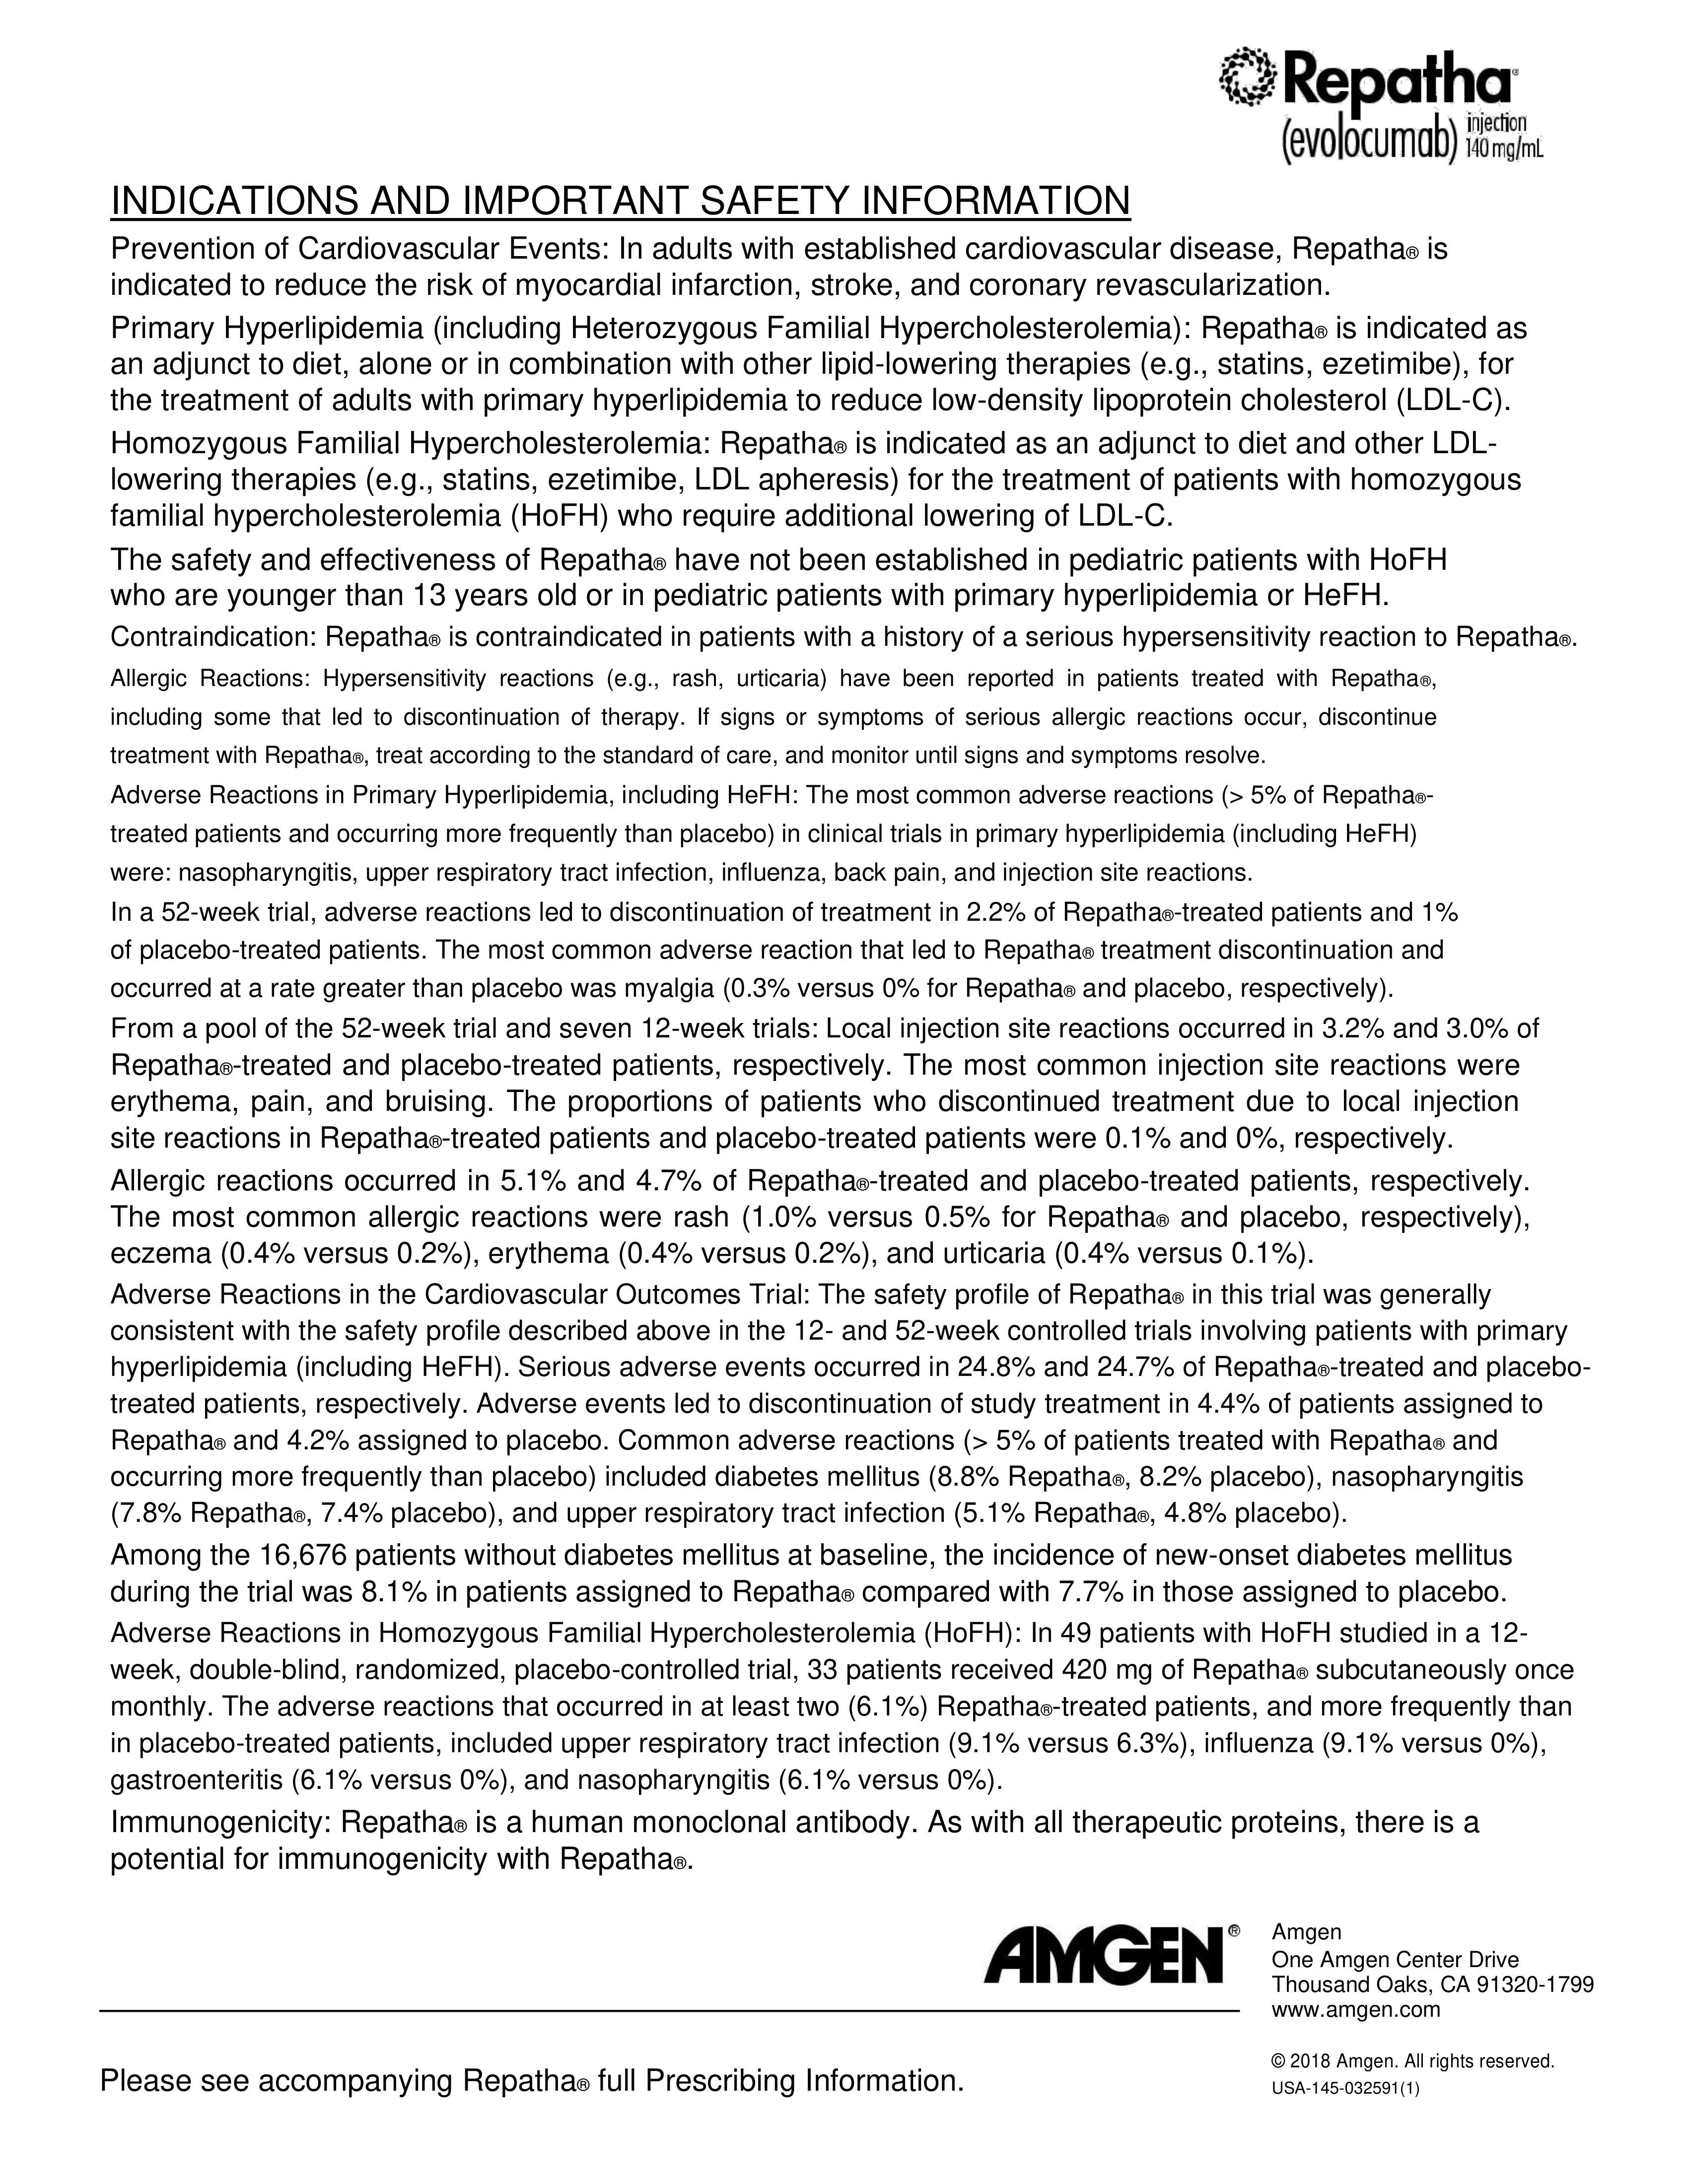 Repatha®
(evolocumab) injection 140 mg/mL
INDICATIONS AND IMPORTANT SAFETY INFORMATION
Prevention of Cardiovascular Events: In adults with established cardiovascular disease, Repatha® is
indicated to reduce the risk of myocardial infarction, stroke, and coronary revascularization.
Primary Hyperlipidemia (including Heterozygous Familial Hypercholesterolemia): Repatha® is indicated as
an adjunct to diet, alone or in combination with other lipid-lowering therapies (e.g., statins, ezetimibe), for
the treatment of adults with primary hyperlipidemia to reduce low-density lipoprotein cholesterol (LDL-C).
Homozygous Familial Hypercholesterolemia: Repatha® is indicated as an adjunct to diet and other LDL-
lowering therapies (e.g., statins, ezetimibe, LDL apheresis) for the treatment of patients with homozygous
familial hypercholesterolemia (HoFH) who require additional lowering of LDL-C.
The safety and effectiveness of Repatha® have not been established in pediatric patients with HoFH
who are younger than 13 years old or in pediatric patients with primary hyperlipidemia or HeFH.
Contraindication: Repatha® is contraindicated in patients with a history of a serious hypersensitivity reaction to Repatha®.
Allergic Reactions: Hypersensitivity reactions (e.g., rash, urticaria) have been reported in patients treated with Repatha®,
including some that led to discontinuation of therapy. If signs or symptoms of serious allergic reactions occur, discontinue
treatment with Repatha®, treat according to the standard of care, and monitor until signs and symptoms resolve.
Adverse Reactions in Primary Hyperlipidemia, including HeFH: The most common adverse reactions (> 5% of Repatha®-
treated patients and occurring more frequently than placebo) in clinical trials in primary hyperlipidemia (including HeFH)
were: nasopharyngitis, upper respiratory tract infection, influenza, back pain, and injection site reactions.
In a 52-week trial, adverse reactions led to discontinuation of treatment in 2.2% of Repatha®-treated patients and 1%
of placebo-treated patients. The most common adverse reaction that led to Repatha® treatment discontinuation and
occurred at a rate greater than placebo was myalgia (0.3% versus 0% for Repatha® and placebo, respectively).
From a pool of the 52-week trial and seven 12-week trials: Local injection site reactions occurred in 3.2% and 3.0% of
Repatha®-treated and placebo-treated patients, respectively. The most common injection site reactions were
erythema, pain, and bruising. The proportions of patients who discontinued treatment due to local injection
site reactions in Repatha®-treated patients and placebo-treated patients were 0.1% and 0%, respectively.
Allergic reactions occurred in 5.1% and 4.7% of Repatha®-treated and placebo-treated patients, respectively.
The most common allergic reactions were rash (1.0% versus 0.5% for Repatha® and placebo, respectively),
eczema (0.4% versus 0.2%), erythema (0.4% versus 0.2%), and urticaria (0.4% versus 0.1%).
Adverse Reactions in the Cardiovascular Outcomes Trial: The safety profile of Repatha® in this trial was generally
consistent with the safety profile described above in the 12- and 52-week controlled trials involving patients with primary
hyperlipidemia (including HeFH). Serious adverse events occurred in 24.8% and 24.7% of Repatha®-treated and placebo-
treated patients, respectively. Adverse events led to discontinuation of study treatment in 4.4% of patients assigned to
Repatha® and 4.2% assigned to placebo. Common adverse reactions (> 5% of patients treated with Repatha® and
occurring more frequently than placebo) included diabetes mellitus (8.8% Repatha®, 8.2% placebo), nasopharyngitis
(7.8% Repatha®, 7.4% placebo), and upper respiratory tract infection (5.1% Repatha®, 4.8% placebo).
Among the 16,676 patients without diabetes mellitus at baseline, the incidence of new-onset diabetes mellitus
during the trial was 8.1% in patients assigned to Repatha® compared with 7.7% in those assigned to placebo.
Adverse Reactions in Homozygous Familial Hypercholesterolemia (HoFH): In 49 patients with HoFH studied in a 12-
week, double-blind, randomized, placebo-controlled trial, 33 patients received 420 mg of Repatha® subcutaneously once
monthly. The adverse reactions that occurred in at least two (6.1%) Repatha®-treated patients, and more frequently than
in placebo-treated patients, included upper respiratory tract infection (9.1% versus 6.3%), influenza (9.1% versus 0%),
gastroenteritis (6.1% versus 0%), and nasopharyngitis (6.1% versus 0%).
Immunogenicity: Repatha® is a human monoclonal antibody. As with all therapeutic proteins, there is a
potential for immunogenicity with Repatha®.
AMGEN®
Amgen
One Amgen Center Drive
Thousand Oaks, CA 91320-1799
www.amgen.com
© 2018 Amgen. All rights reserved.
USA-145-032591(1)
Please see accompanying Repatha® full Prescribing Information.